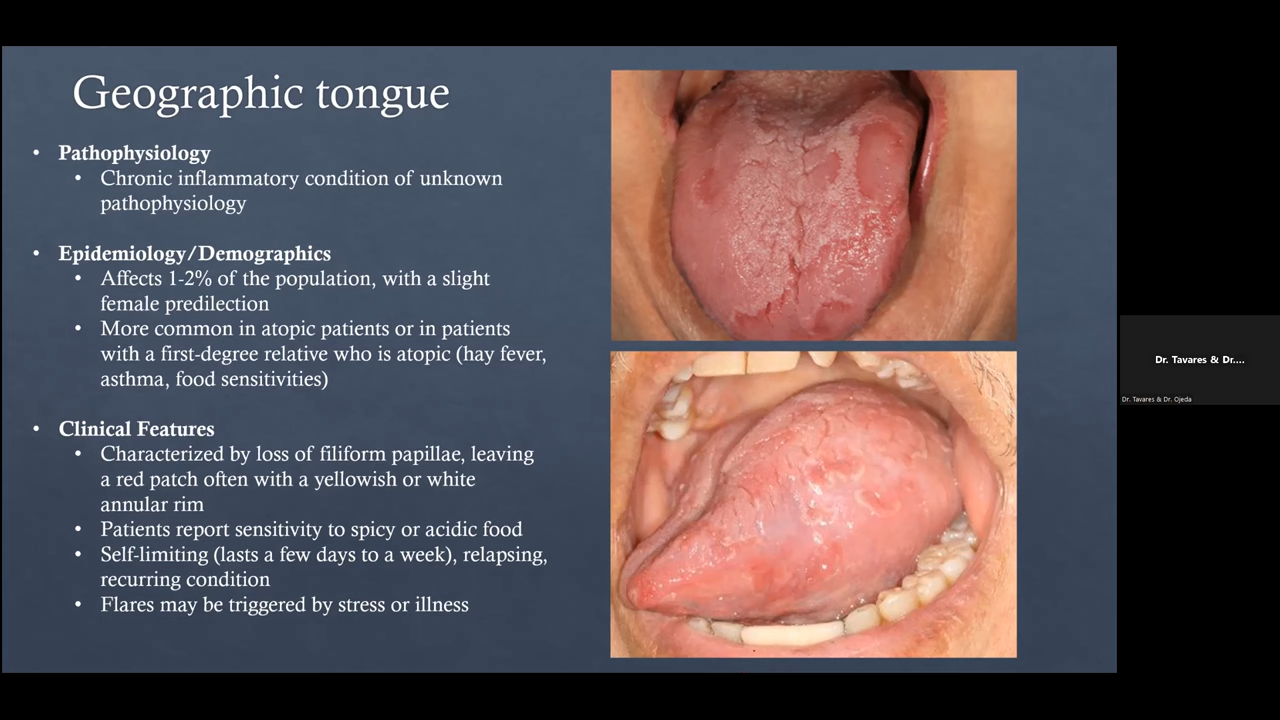 Geographic tongue
• Pathophysiology
• Chronic inflammatory condition of unknown
pathophysiology
• Epidemiology/Demographics
• Affects 1-2% of the population, with a slight
female predilection
• More common in atopic patients or in patients
with a first-degree relative who is atopic (hay fever,
asthma, food sensitivities)
• Clinical Features
• Characterized by loss of filiform papillae, leaving
a red patch often with a yellowish or white
annular rim
• Patients report sensitivity to spicy or acidic food
• Self-limiting (lasts a few days to a week), relapsing,
recurring condition
• Flares may be triggered by stress or illness
Dr. Tavares & Dr....
Dr. Tavares & Dr. Ojeda